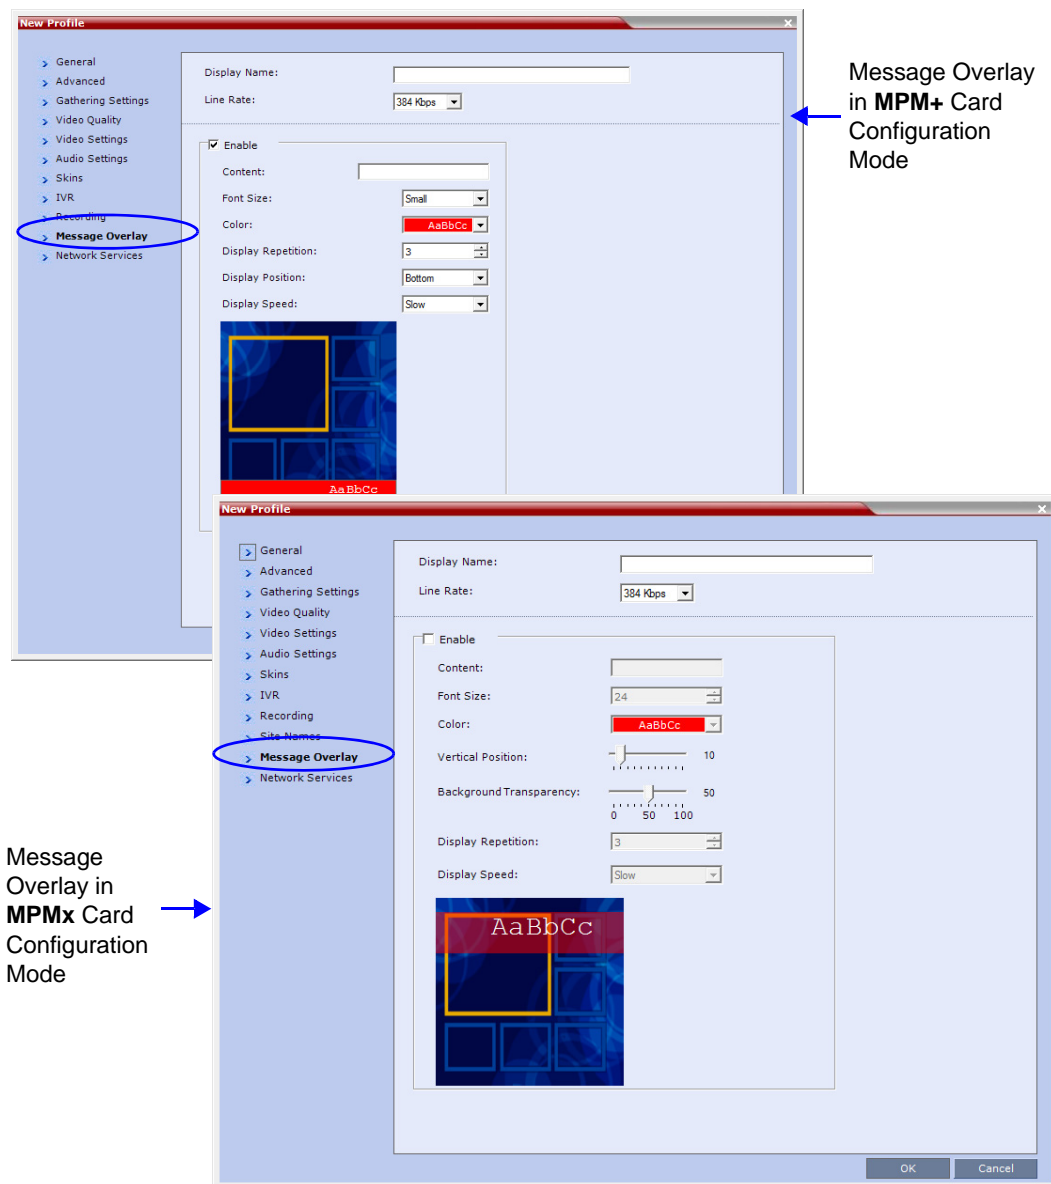 New Profile
General
Advanced
Gathering Settings
Video Quality
Video Settings
Audio Settings
Skins
IVR
Recording
Message Overlay
Network Services
Display Name:
Line Rate: 384 Kbps
Enable
Content:
Font Size: Small
Color: AaBbCc
Display Repetition: 3
Display Position: Bottom
Display Speed: Slow
AaBbCc
Message Overlay
in MPM+ Card
Configuration
Mode
New Profile
General
Advanced
Gathering Settings
Video Quality
Video Settings
Audio Settings
Skins
IVR
Recording
Site Names
Message Overlay
Network Services
Display Name:
Line Rate: 384 Kbps
Enable
Content:
Font Size: 24
Color: AaBbCc
Vertical Position: 10
Background Transparency: 50
0 50 100
Display Repetition: 3
Display Speed: Slow
AaBbCc
OK Cancel
Message
Overlay in
MPMx Card
Configuration
Mode